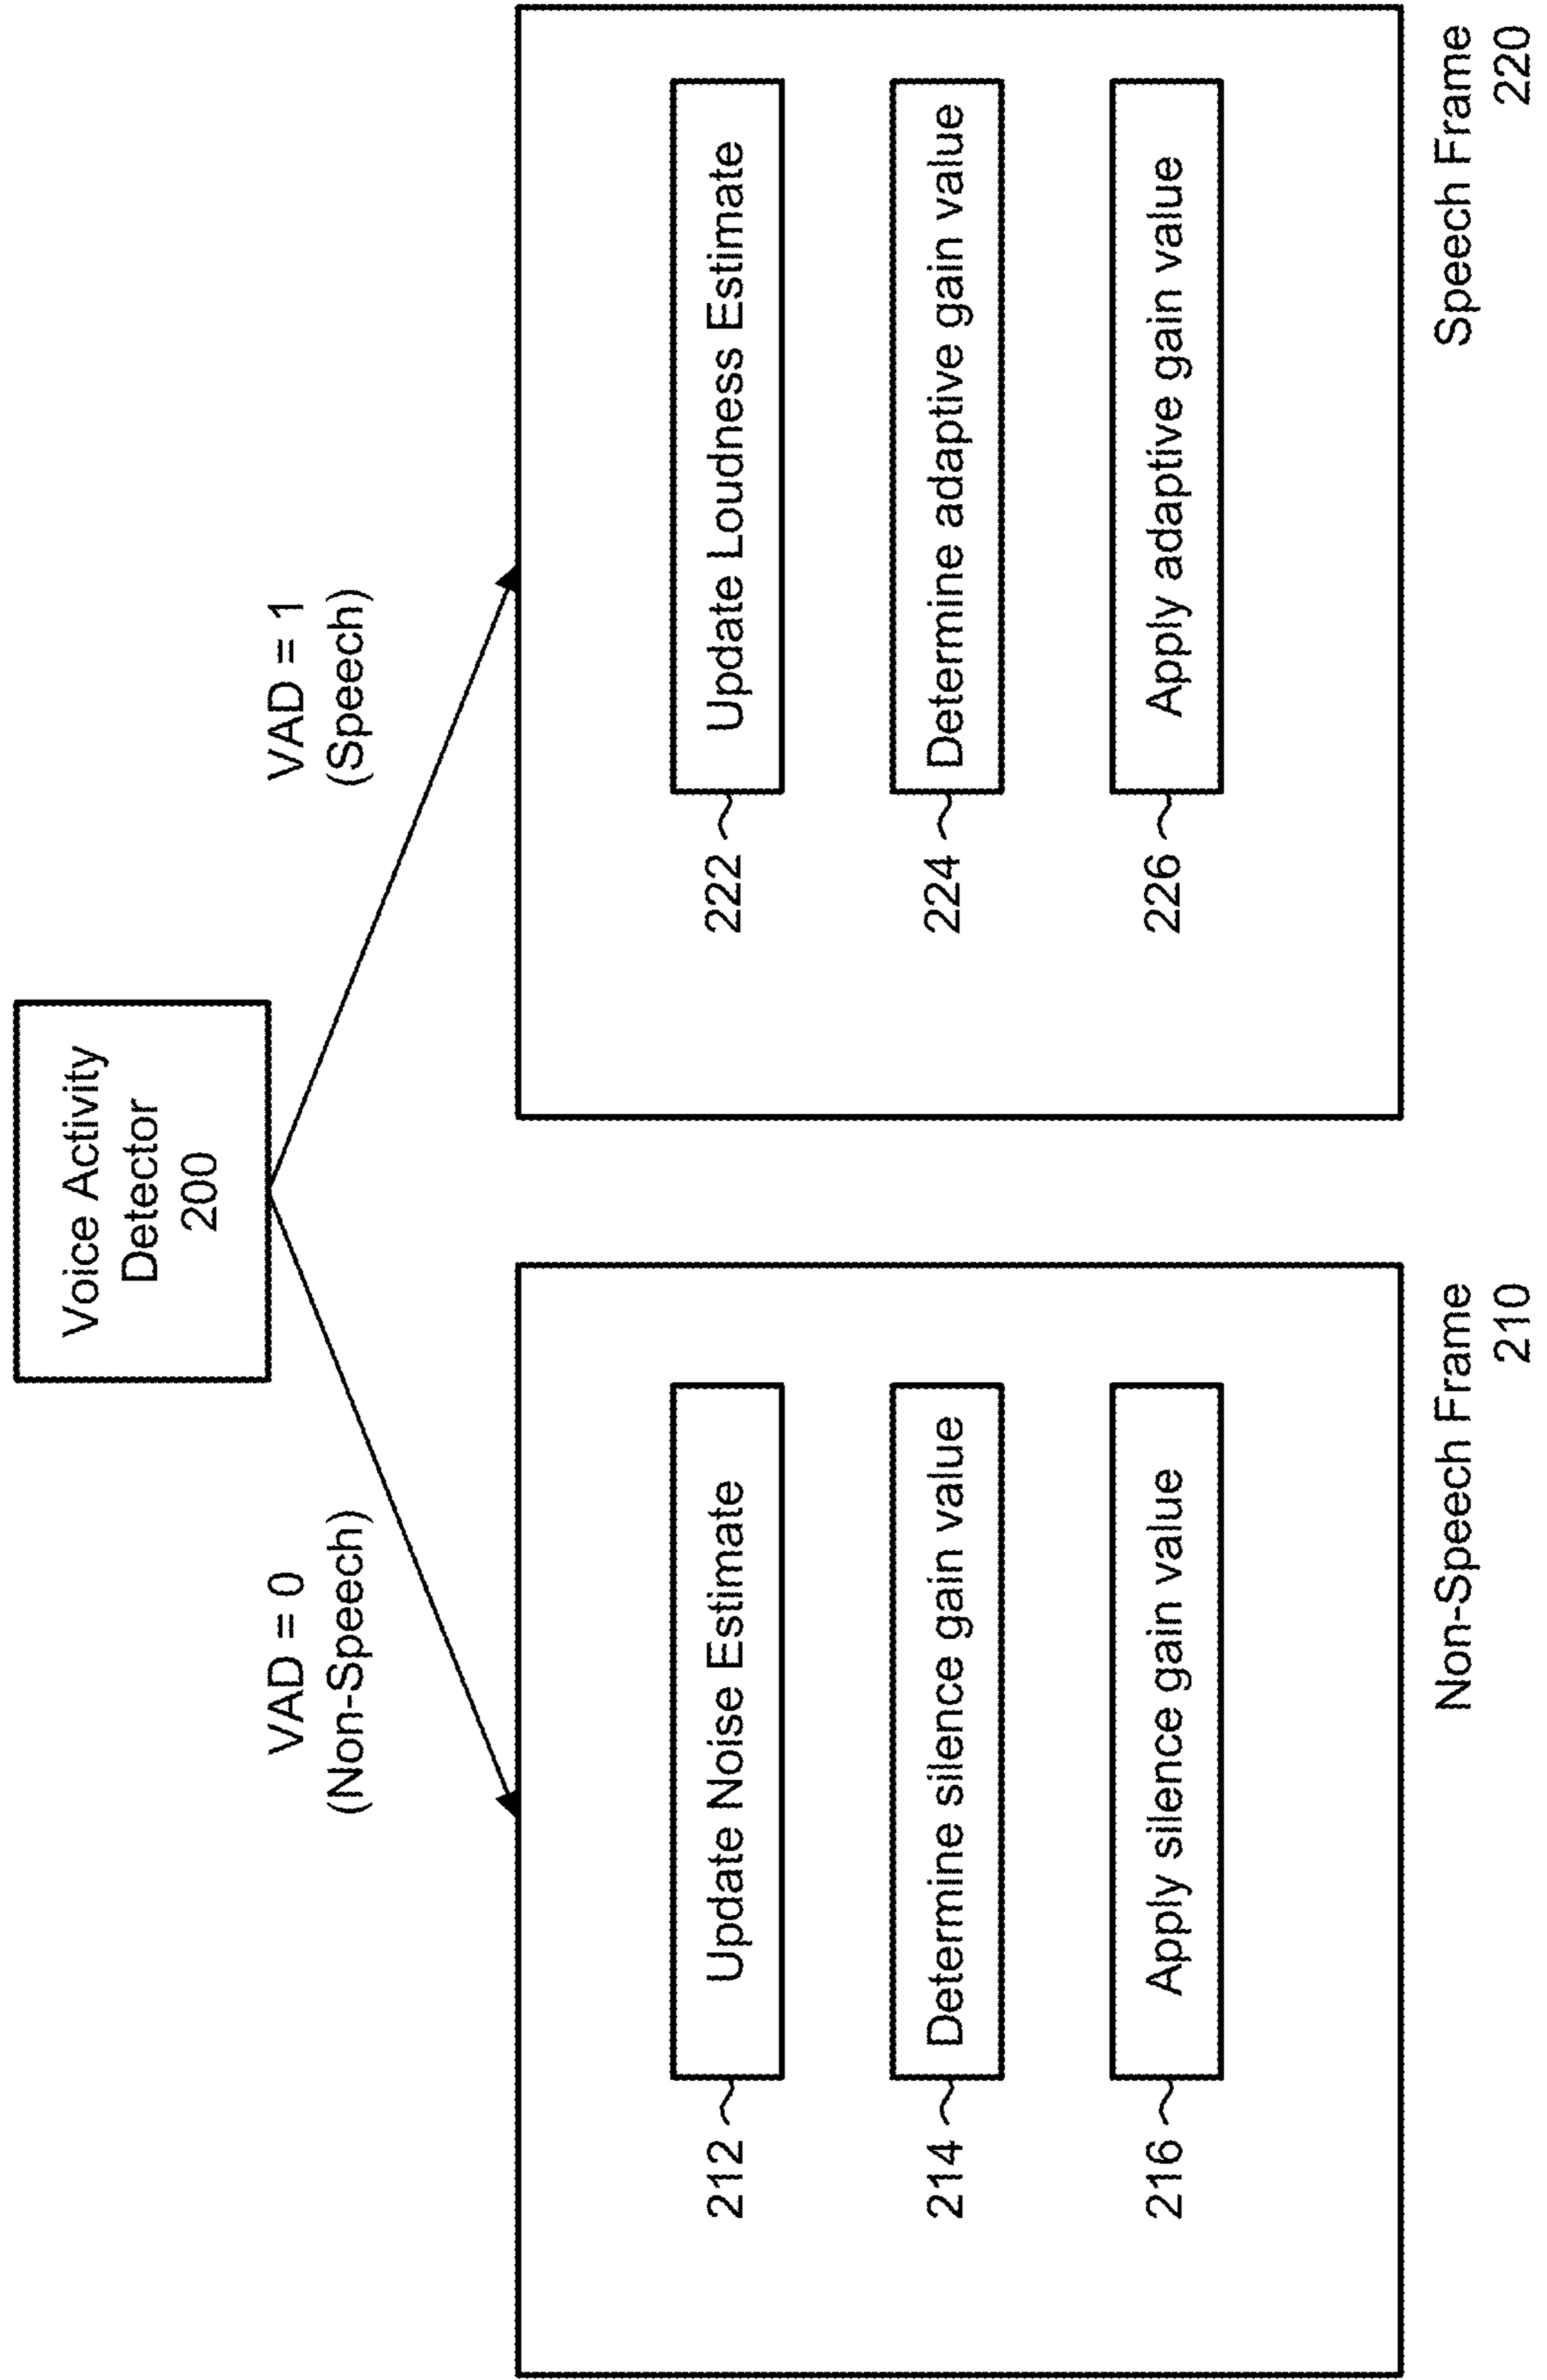 Voice Activity
Detector
200
VAD = 0
(Non-Speech)
VAD = 1
(Speech)
212
Update Noise Estimate
214
Determine silence gain value
216
Apply silence gain value
Non-Speech Frame
210
222
Update Loudness Estimate
224
Determine adaptive gain value
226
Apply adaptive gain value
Speech Frame
220